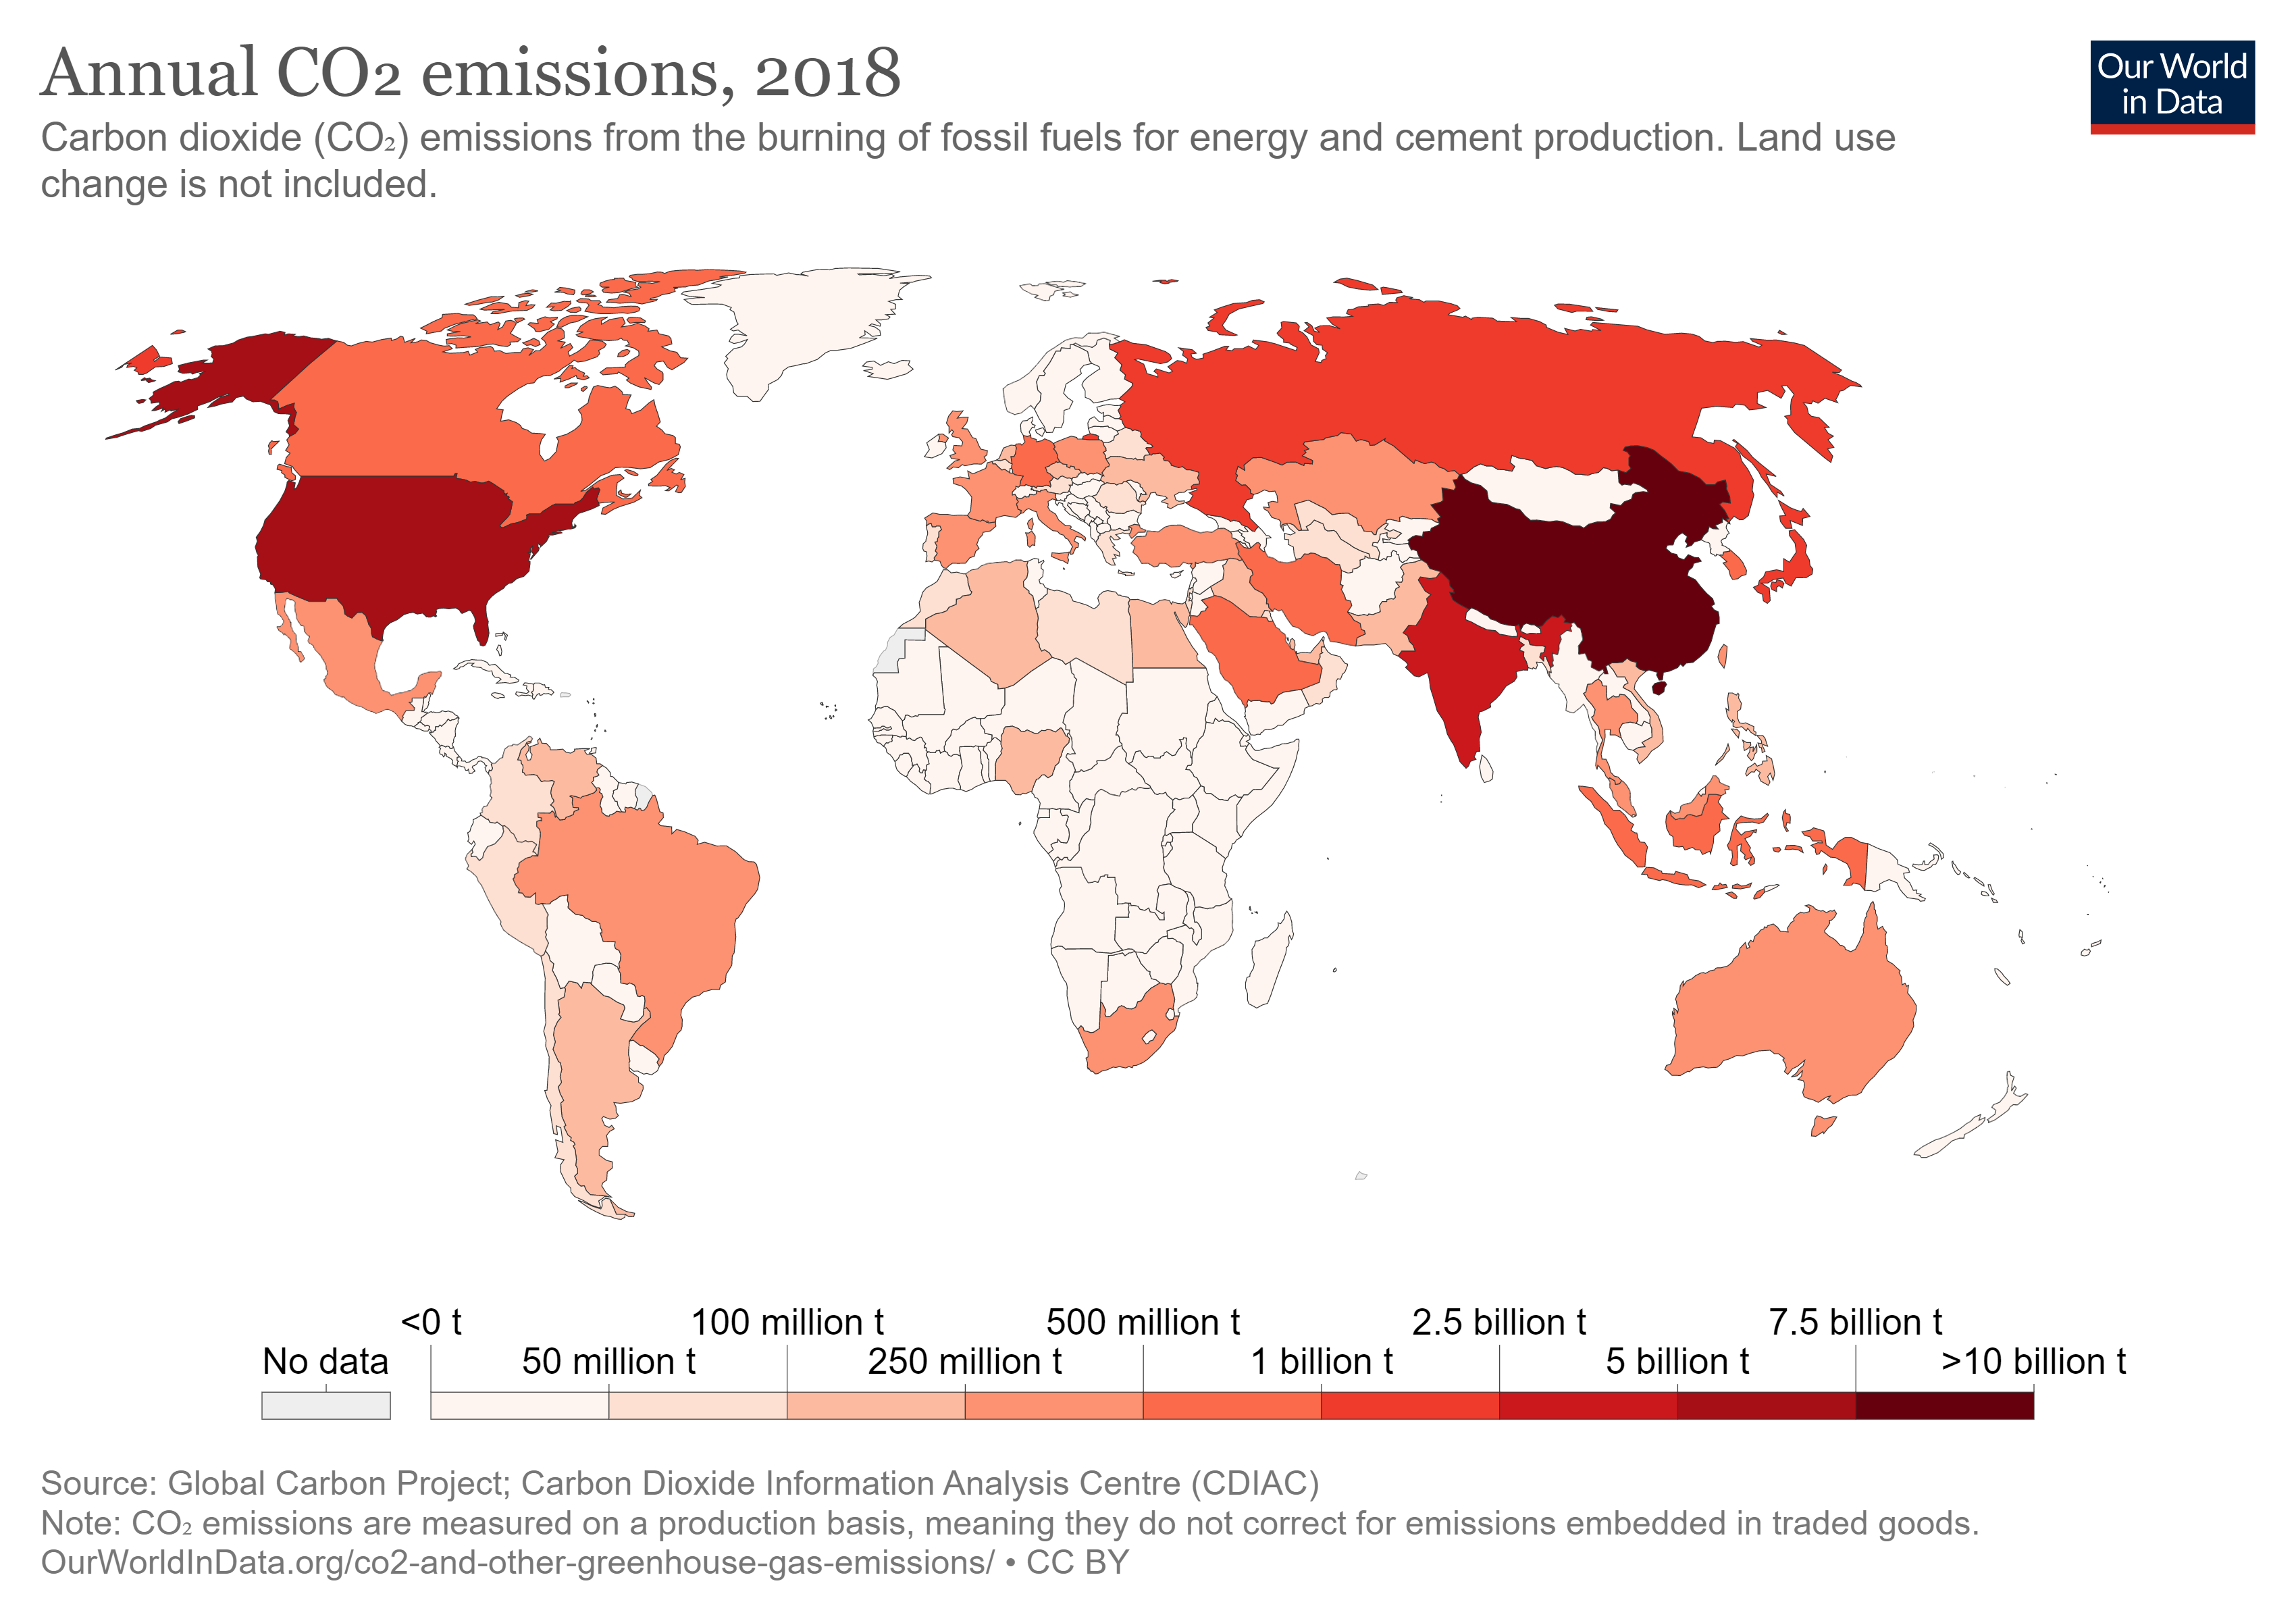 Annual CO₂ emissions, 2018
Our World
in Data
Carbon dioxide (CO₂) emissions from the burning of fossil fuels for energy and cement production. Land use
change is not included.
<0 t
100 million t
500 million t
2.5 billion t
7.5 billion t
No data
50 million t
250 million t
1 billion t
5 billion t
>10 billion t
Source: Global Carbon Project; Carbon Dioxide Information Analysis Centre (CDIAC)
Note: CO₂ emissions are measured on a production basis, meaning they do not correct for emissions embedded in traded goods.
OurWorldInData.org/co2-and-other-greenhouse-gas-emissions/ • CC BY